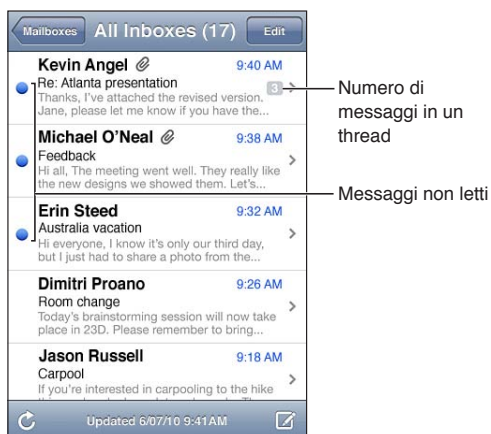 Mailboxes All Inboxes (17) Edit
Kevin Angel 9:40 AM
Re: Atlanta presentation 3
Thanks, I've attached the revised version.
Jane, please let me know if you have the...
Michael O'Neal 9:38 AM
Feedback
Hi all, The meeting went well. They really like
the new designs we showed them. Let's...
Erin Steed 9:32 AM
Australia vacation
Hi everyone, I know it's only our third day,
but I just had to share a photo from the...
Dimitri Proano 9:26 AM
Room change
Today's brainstorming session will now take
place in 23D. Please remember to bring...
Jason Russell 9:18 AM
Carpool
If you're interested in carpooling to the hike
Updated 6/07/10 9:41AM
Numero di
messaggi in un
thread
Messaggi non letti